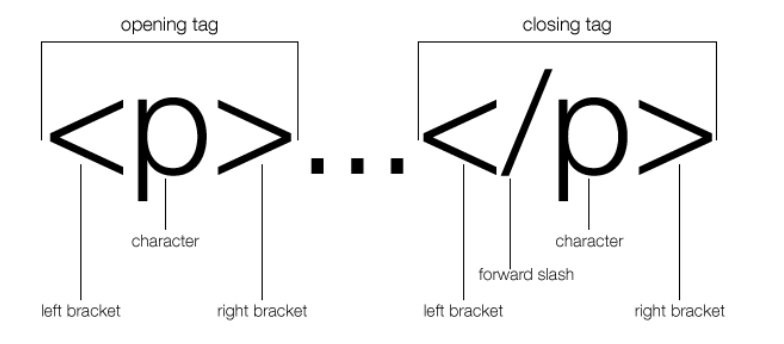 opening tag closing tag
<p>...</p>
character character
forward slash
left bracket right bracket left bracket right bracket